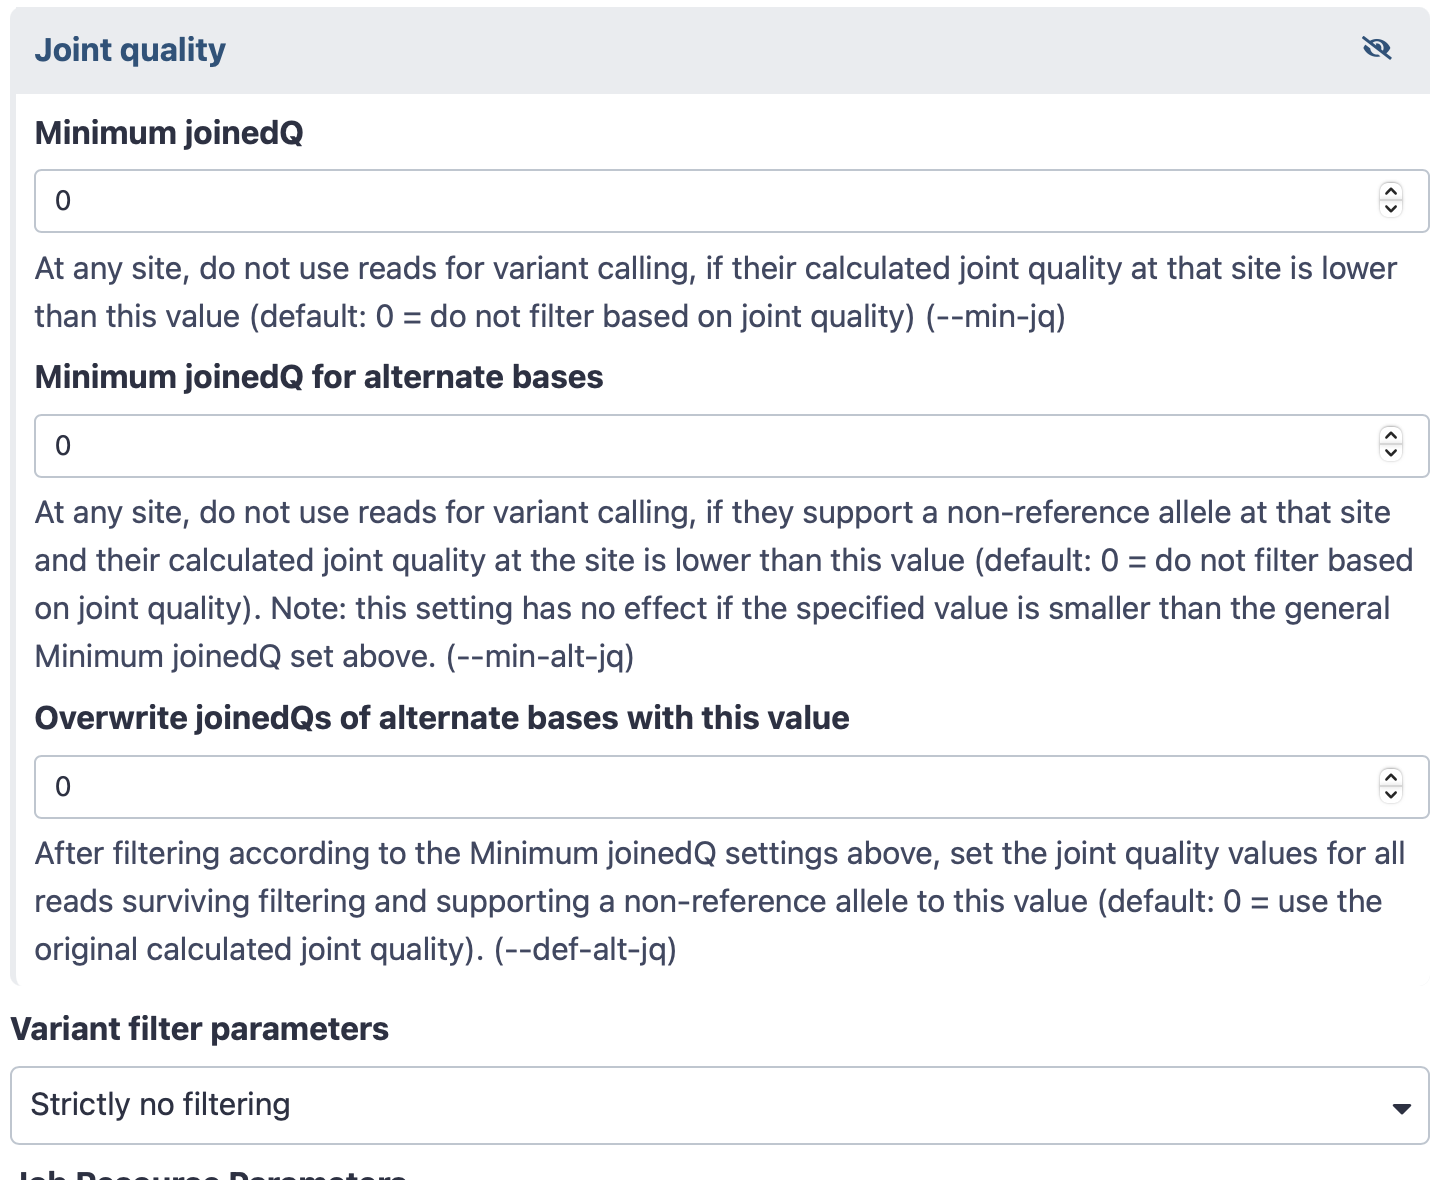 Joint quality
Minimum joinedQ
0
At any site, do not use reads for variant calling, if their calculated joint quality at that site is lower
than this value (default: 0 = do not filter based on joint quality) (--min-jq)
Minimum joinedQ for alternate bases
0
At any site, do not use reads for variant calling, if they support a non-reference allele at that site
and their calculated joint quality at the site is lower than this value (default: 0 = do not filter based
on joint quality). Note: this setting has no effect if the specified value is smaller than the general
Minimum joinedQ set above. (--min-alt-jq)
Overwrite joinedQs of alternate bases with this value
0
After filtering according to the Minimum joinedQ settings above, set the joint quality values for all
reads surviving filtering and supporting a non-reference allele to this value (default: 0 = use the
original calculated joint quality). (--def-alt-jq)
Variant filter parameters
Strictly no filtering
Job Resource Parameters